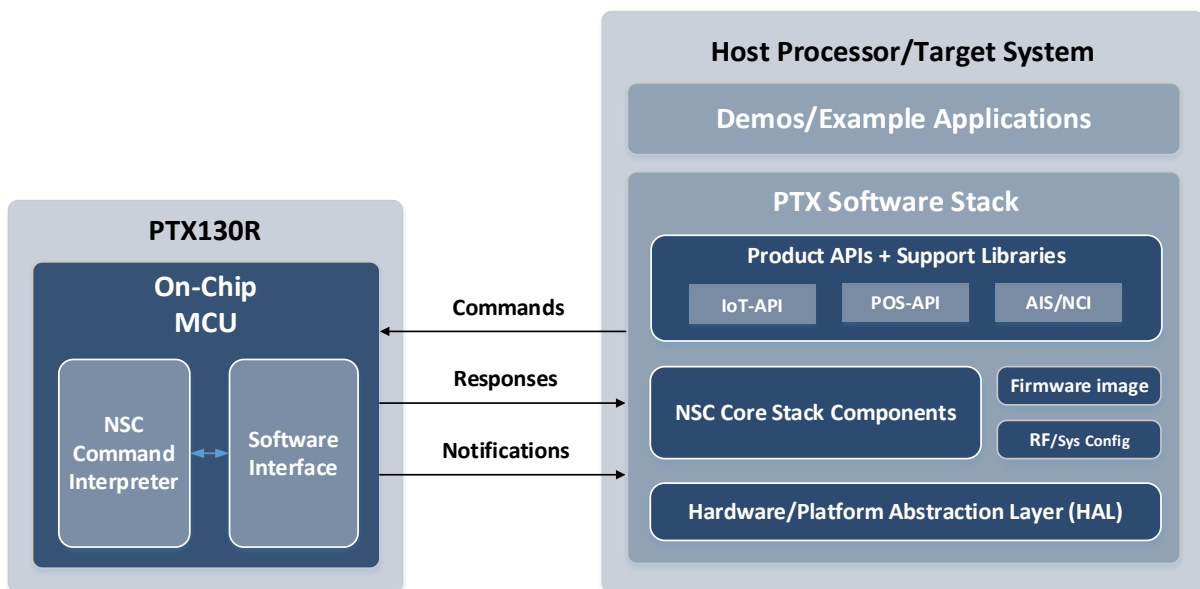 PTX130R
On-Chip
MCU
NSC
Command
Interpreter
Software
Interface
Commands
Responses
Notifications
Host Processor/Target System
Demos/Example Applications
PTX Software Stack
Product APIs + Support Libraries
IoT-API
POS-API
AIS/NCI
NSC Core Stack Components
Firmware image
RF/Sys Config
Hardware/Platform Abstraction Layer (HAL)